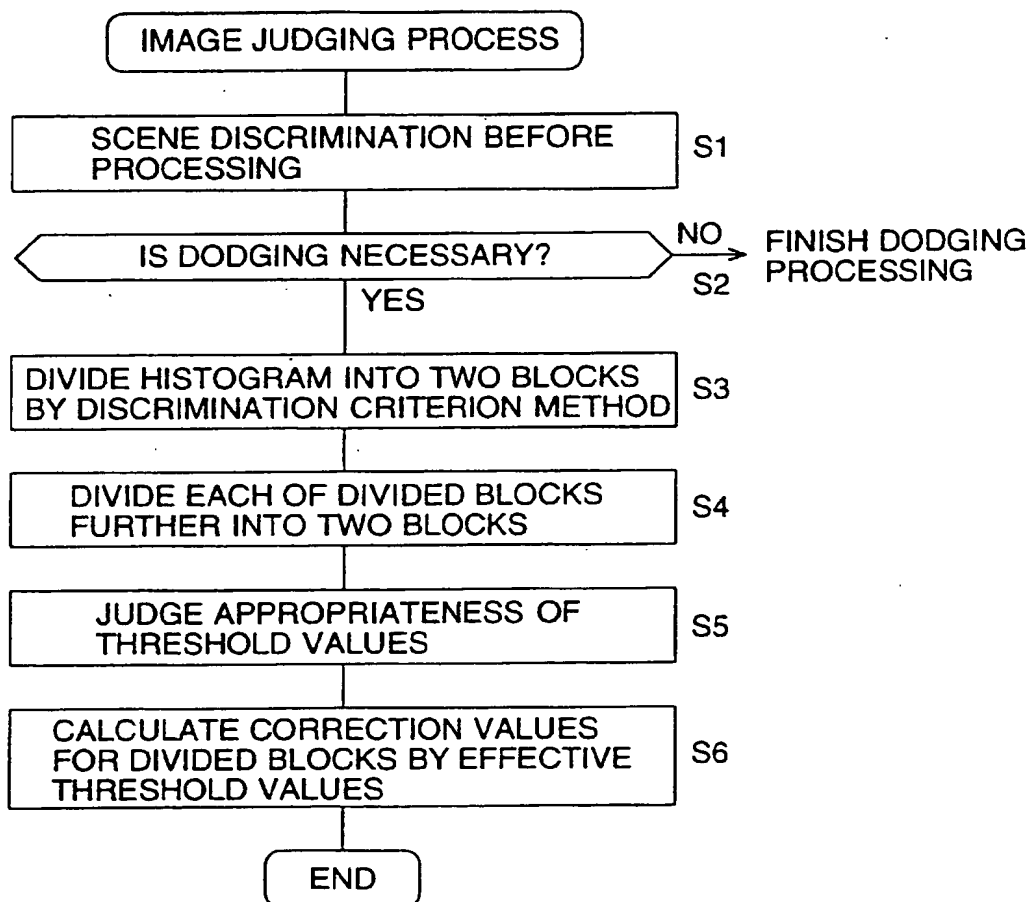 IMAGE JUDGING PROCESS
SCENE DISCRIMINATION BEFORE
PROCESSING
S1
IS DODGING NECESSARY?
NO
S2
FINISH DODGING
PROCESSING
YES
DIVIDE HISTOGRAM INTO TWO BLOCKS
BY DISCRIMINATION CRITERION METHOD
S3
DIVIDE EACH OF DIVIDED BLOCKS
FURTHER INTO TWO BLOCKS
S4
JUDGE APPROPRIATENESS OF
THRESHOLD VALUES
S5
CALCULATE CORRECTION VALUES
FOR DIVIDED BLOCKS BY EFFECTIVE
THRESHOLD VALUES
S6
END